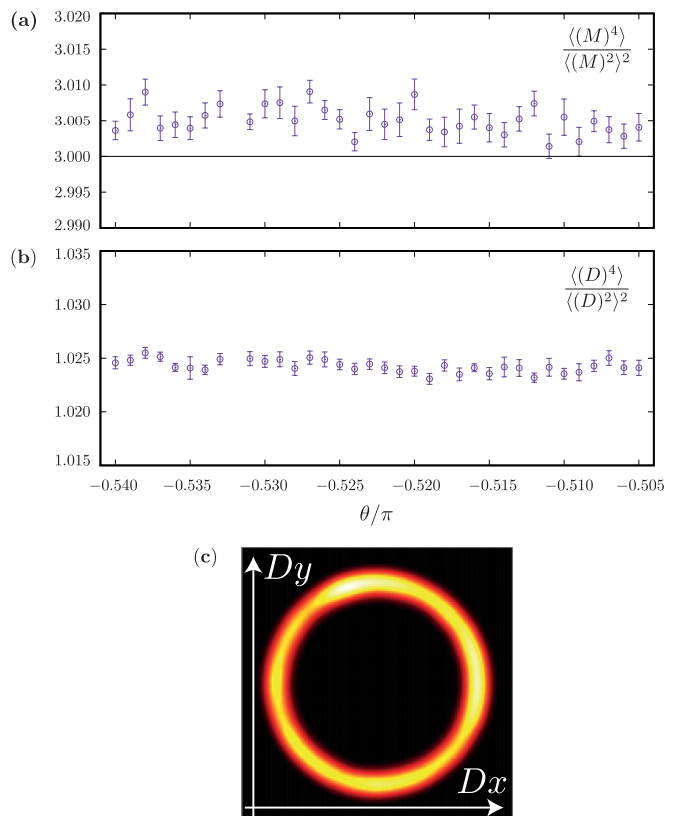 (a)
3.020
3.015
3.010
3.005
3.000
2.995
2.990
⟨(M)⁴⟩
⟨(M)²⟩²
(b)
1.035
1.030
1.025
1.020
1.015
⟨(D)⁴⟩
⟨(D)²⟩²
−0.540 −0.535 −0.530 −0.525 −0.520 −0.515 −0.510 −0.505
θ/π
(c)
Dy
Dx